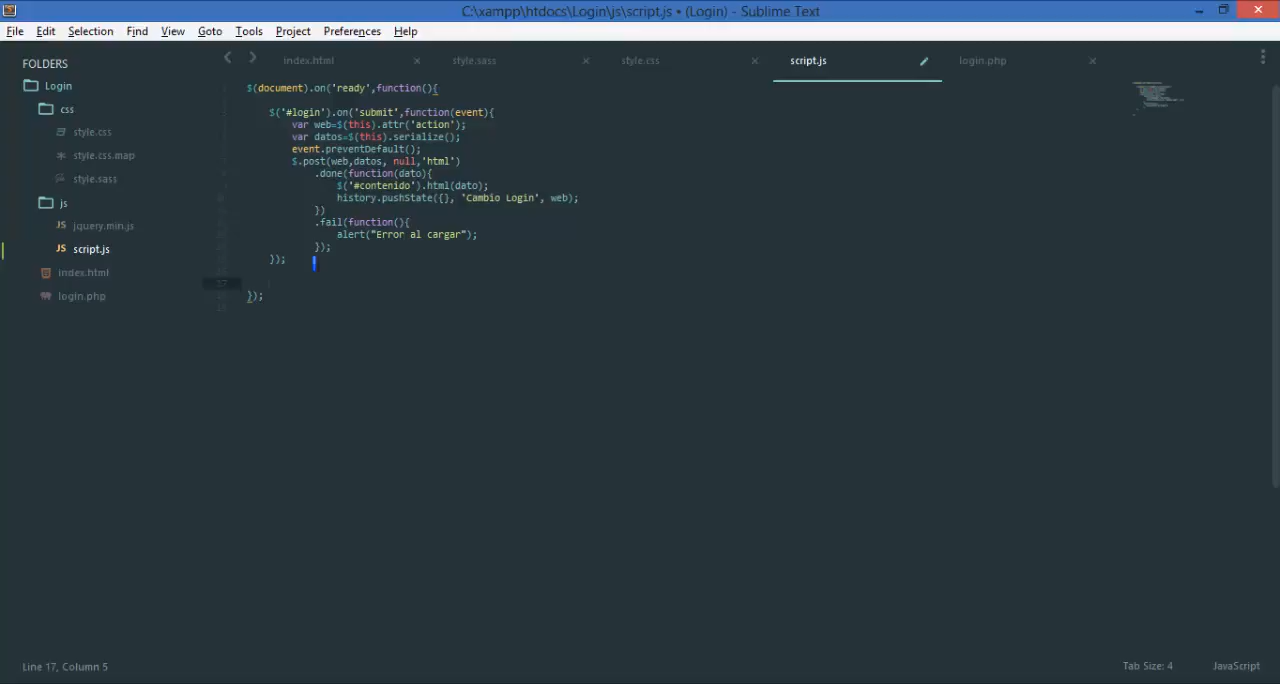 C:\xampp\htdocs\Login\js\script.js • (Login) - Sublime Text
File Edit Selection Find View Goto Tools Project Preferences Help
FOLDERS
Login
css
style.css
style.css.map
style.sass
js
JS jquery.min.js
JS script.js
index.html
login.php
index.html style.sass style.css script.js login.php
$(document).on('ready',function(){
$('#login').on('submit',function(event){
var web=$(this).attr('action');
var datos=$(this).serialize();
event.preventDefault();
$.post(web,datos, null,'html')
.done(function(dato){
$('#contenido').html(dato);
history.pushState({}, 'Cambio Login', web);
})
.fail(function(){
alert("Error al cargar");
});
});
17
});
Line 17, Column 5
Tab Size: 4
JavaScript